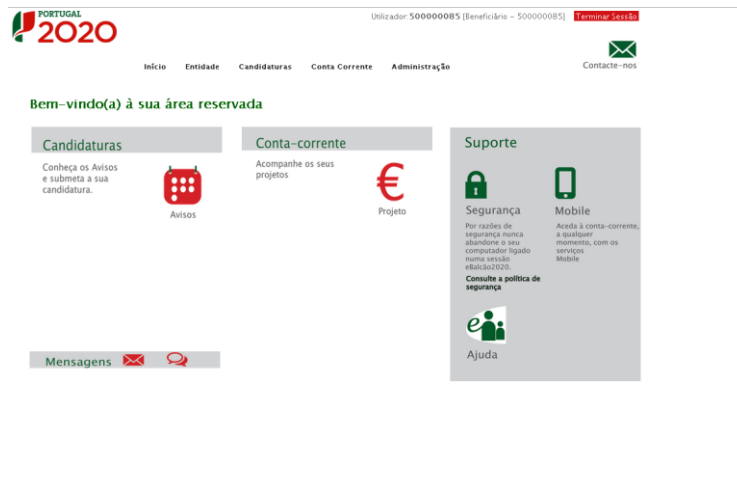 PORTUGAL
2020
Utilizador: 500000085 [Beneficiário - 500000085] Terminar Sessão
Contacte-nos
Início Entidade Candidaturas Conta Corrente Administração
Bem-vindo(a) à sua área reservada
Candidaturas
Conheça os Avisos
e submeta a sua
candidatura.
Avisos
Conta-corrente
Acompanhe os seus
projetos
€
Projeto
Suporte
Segurança
Por razões de
segurança nunca
abandone o seu
computador ligado
numa sessão
eBalcão2020.
Consulte a política de
segurança
Mobile
Aceda à conta-corrente,
a qualquer
momento, com os
serviços
Mobile
e
Ajuda
Mensagens